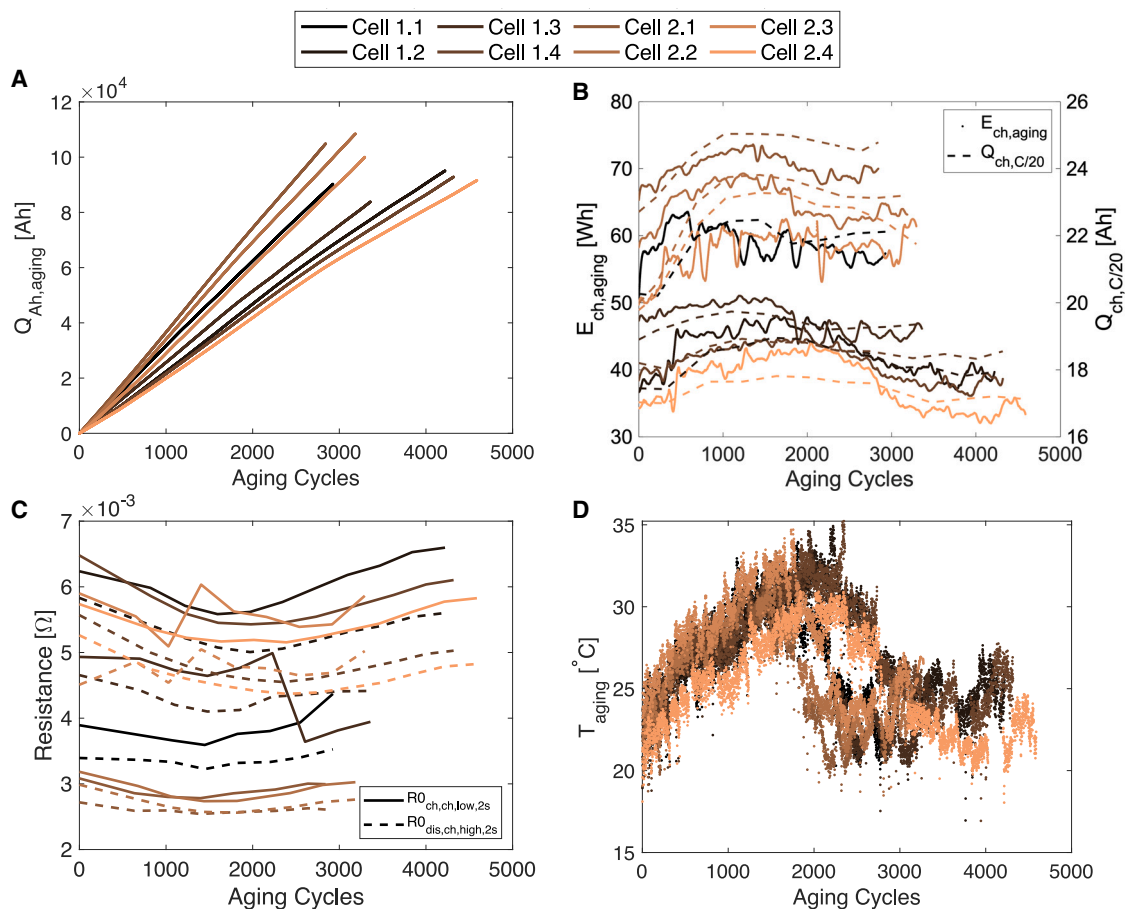 Cell 1.1 Cell 1.3 Cell 2.1 Cell 2.3
Cell 1.2 Cell 1.4 Cell 2.2 Cell 2.4
A
×10⁴
12
10
8
6
4
2
0
Q_Ah,aging [Ah]
0 1000 2000 3000 4000 5000
Aging Cycles
B
80
70
60
50
40
30
E_ch,aging [Wh]
E_ch,aging
Q_ch,C/20
26
24
22
20
18
16
Q_ch,C/20 [Ah]
0 1000 2000 3000 4000 5000
Aging Cycles
C
×10⁻³
7
6
5
4
3
2
Resistance [Ω]
R0_ch,ch,low,2s
R0_dis,ch,high,2s
0 1000 2000 3000 4000 5000
Aging Cycles
D
35
30
25
20
15
T_aging [°C]
0 1000 2000 3000 4000 5000
Aging Cycles